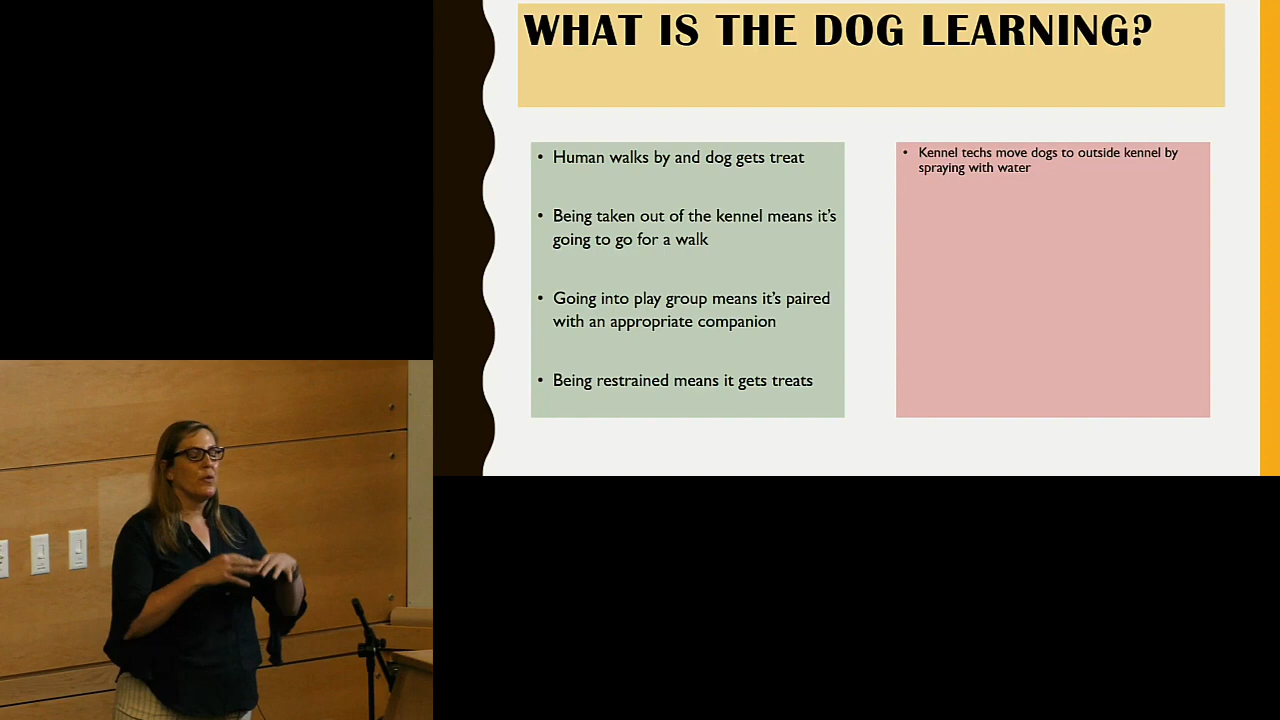 WHAT IS THE DOG LEARNING?
• Human walks by and dog gets treat
• Being taken out of the kennel means it's
going to go for a walk
• Going into play group means it's paired
with an appropriate companion
• Being restrained means it gets treats
• Kennel techs move dogs to outside kennel by
spraying with water